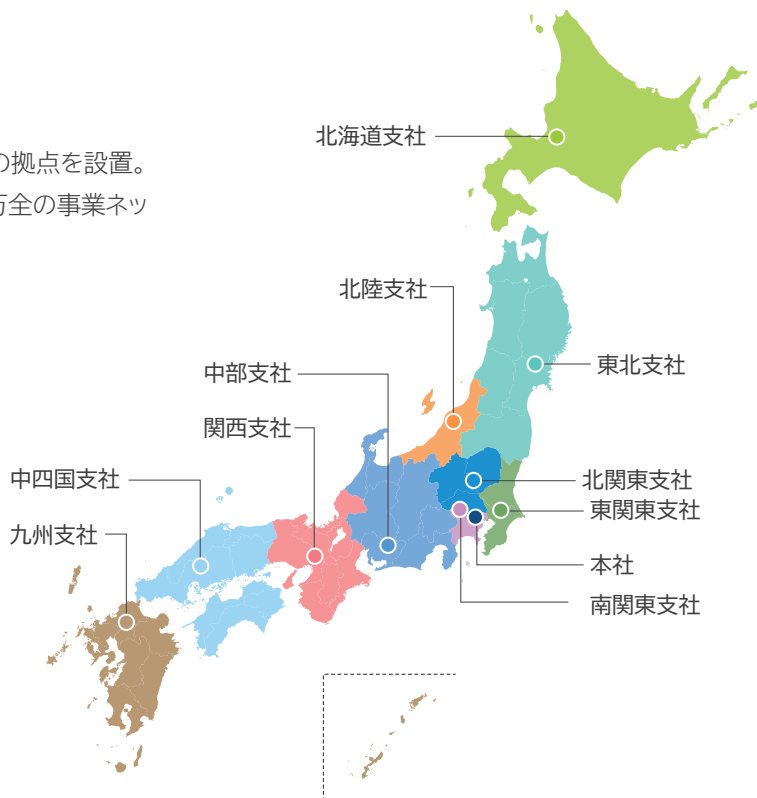 の拠点を設置。
万全の事業ネッ
北海道支社
北陸支社
東北支社
中部支社
関西支社
中四国支社
北関東支社
東関東支社
九州支社
本社
南関東支社